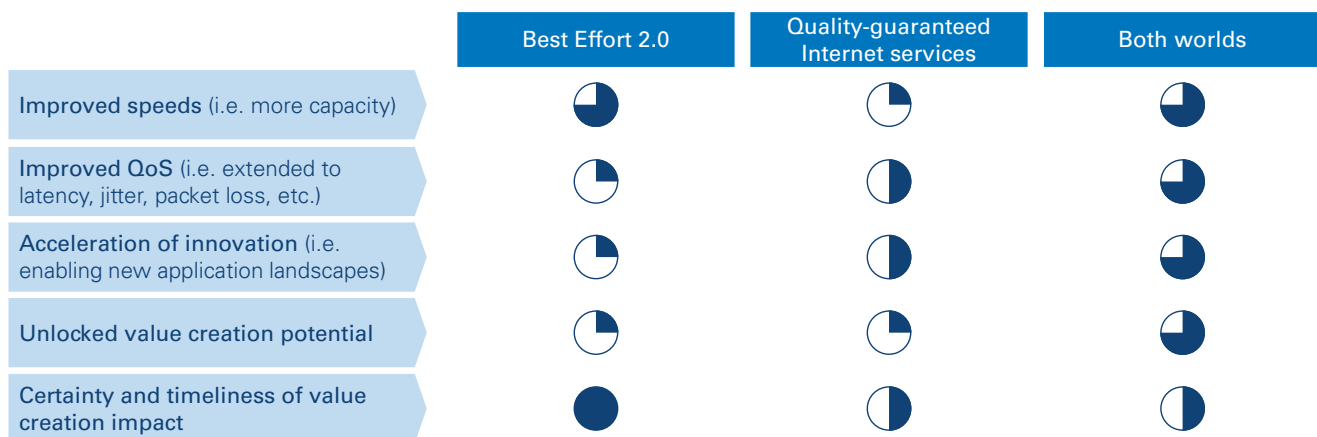 Best Effort 2.0
Quality-guaranteed
Internet services
Both worlds
Improved speeds (i.e. more capacity)
Improved QoS (i.e. extended to
latency, jitter, packet loss, etc.)
Acceleration of innovation (i.e.
enabling new application landscapes)
Unlocked value creation potential
Certainty and timeliness of value
creation impact